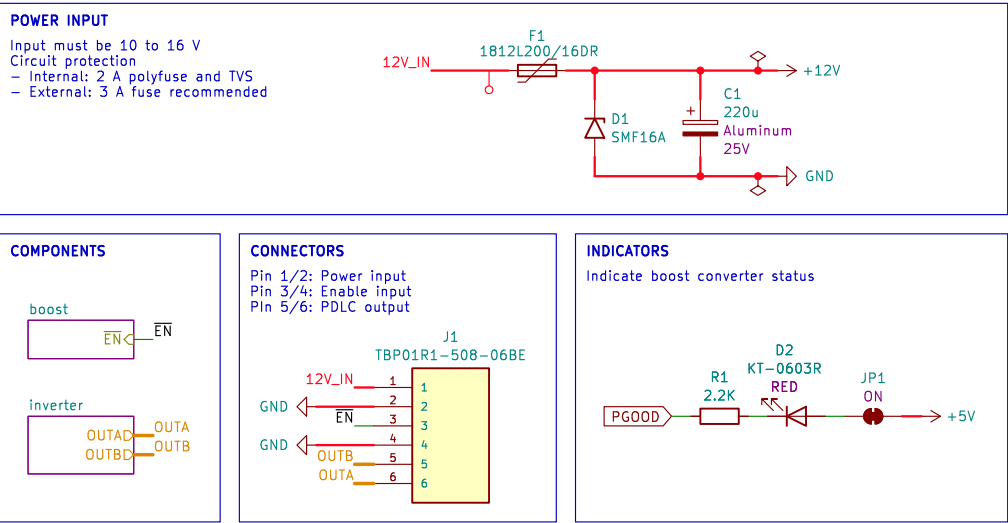 POWER INPUT
Input must be 10 to 16 V
Circuit protection
- Internal: 2 A polyfuse and TVS
- External: 3 A fuse recommended
12V_IN
F1
1812L200/16DR
+12V
D1
SMF16A
C1
+
220u
Aluminum
25V
GND
COMPONENTS
boost
EN
EN
inverter
OUTA
OUTA
OUTB
OUTB
CONNECTORS
Pin 1/2: Power input
Pin 3/4: Enable input
PIn 5/6: PDLC output
J1
TBP01R1-508-06BE
12V_IN 1 1
GND 2 2
EN 3 3
GND 4 4
OUTB 5 5
OUTA 6 6
INDICATORS
Indicate boost converter status
PGOOD
R1
2.2K
D2
KT-0603R
RED
JP1
ON
+5V